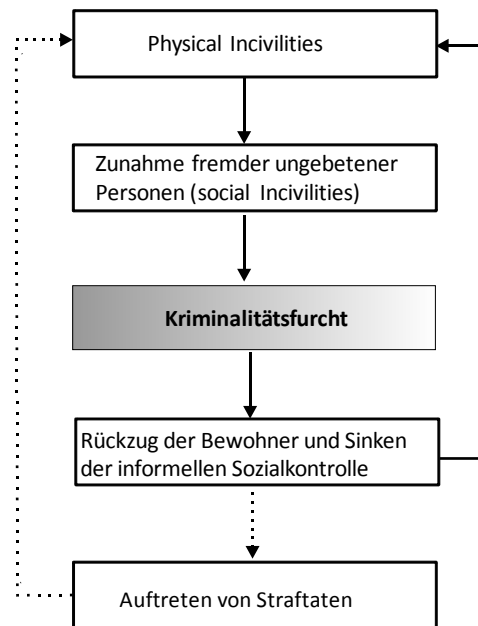 Physical Incivilities
Zunahme fremder ungebetener
Personen (social Incivilities)
Kriminalitätsfurcht
Rückzug der Bewohner und Sinken
der informellen Sozialkontrolle
Auftreten von Straftaten